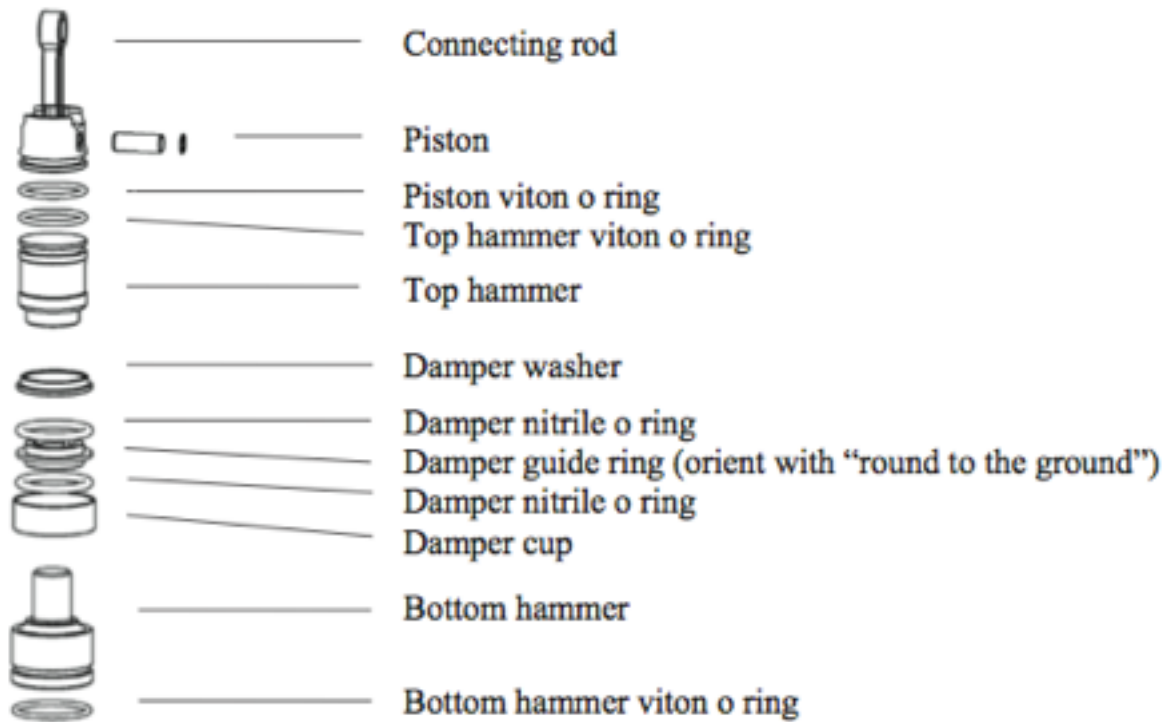 Connecting rod
Piston
Piston viton o ring
Top hammer viton o ring
Top hammer
Damper washer
Damper nitrile o ring
Damper guide ring (orient with “round to the ground”)
Damper nitrile o ring
Damper cup
Bottom hammer
Bottom hammer viton o ring